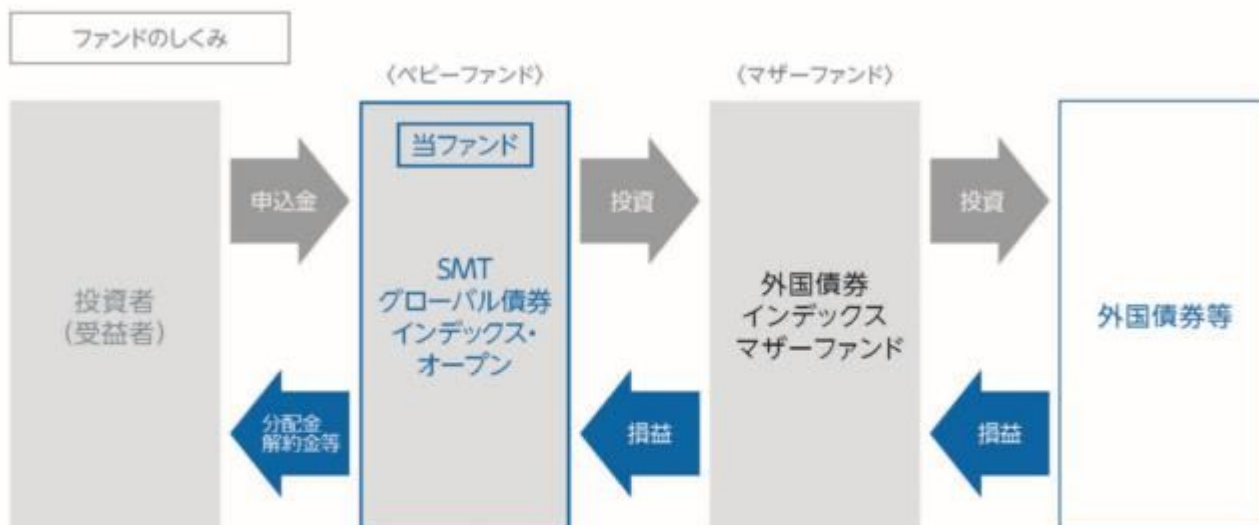 ファンドのしくみ
〈ベビーファンド〉
〈マザーファンド〉
投資者
(受益者)
申込金
分配金
解約金等
当ファンド
SMT
グローバル債券
インデックス・
オープン
投資
損益
外国債券
インデックス
マザーファンド
投資
損益
外国債券等